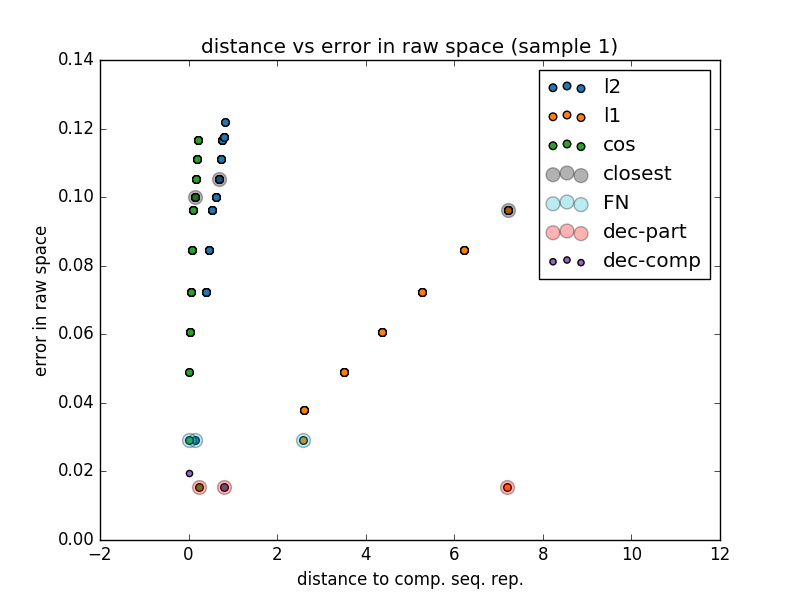 distance vs error in raw space (sample 1)
0.14
0.12
0.10
0.08
0.06
0.04
0.02
0.00
error in raw space
l2
l1
cos
closest
FN
dec-part
dec-comp
−2 0 2 4 6 8 10 12
distance to comp. seq. rep.